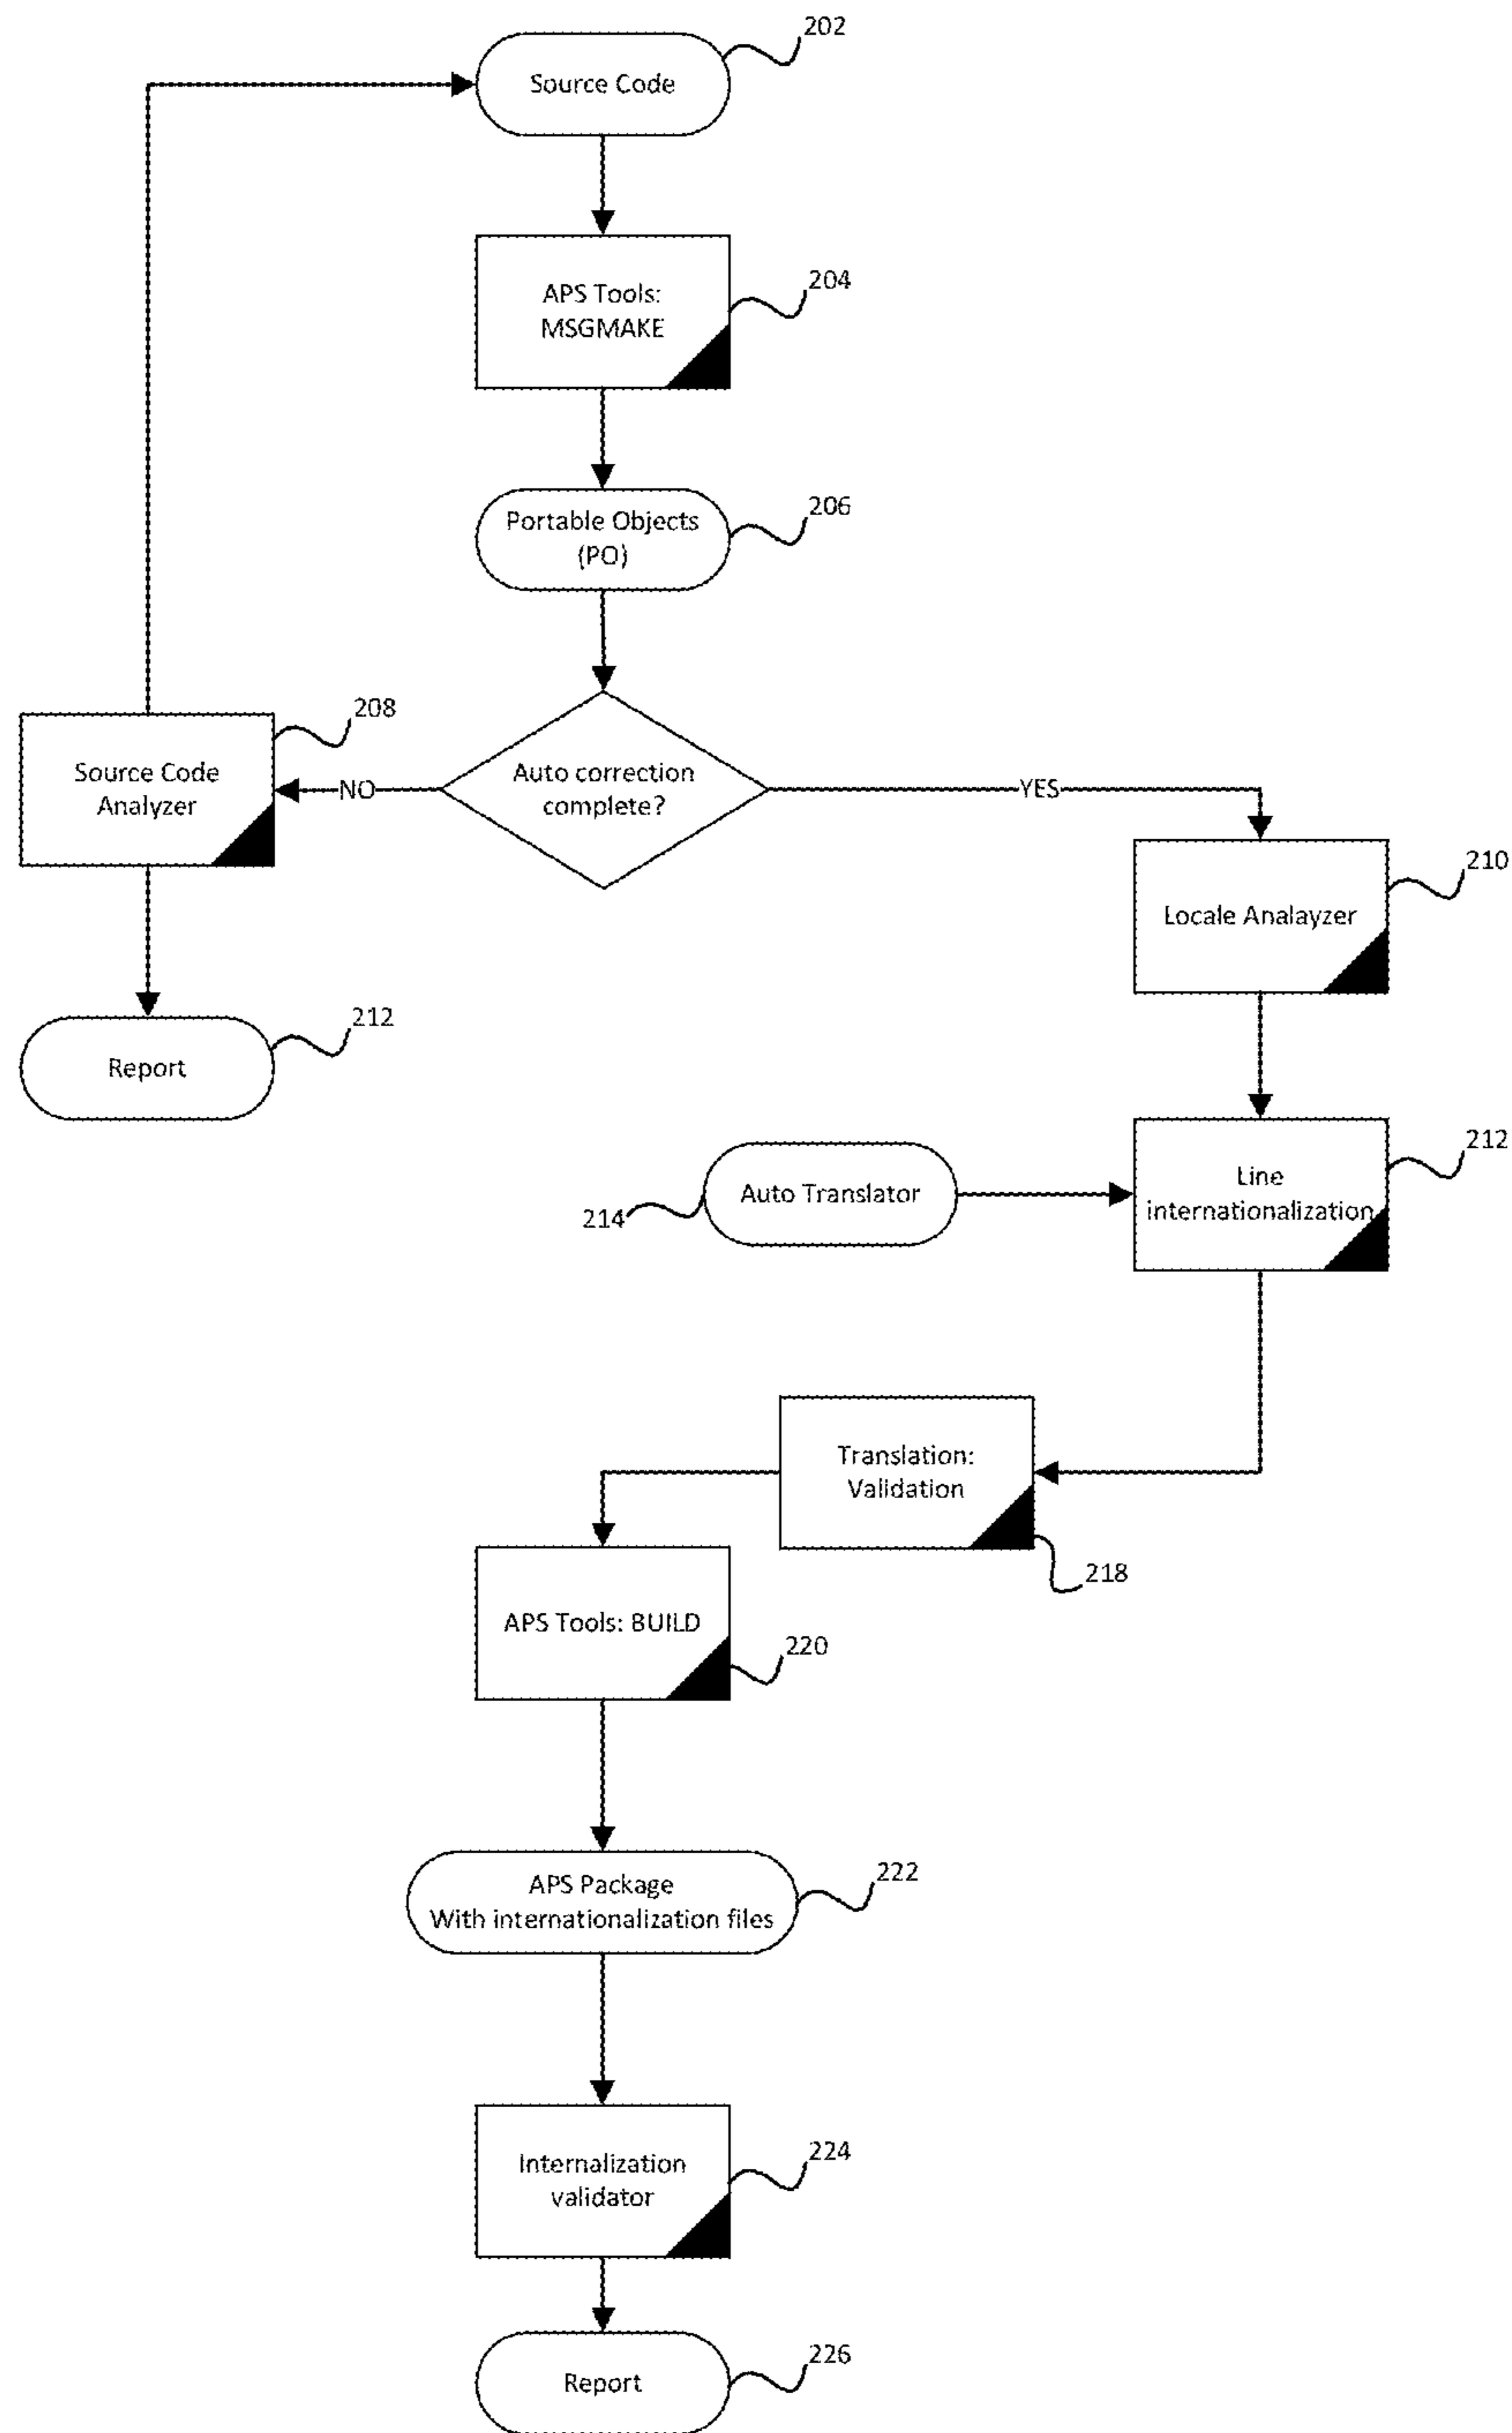 202
Source Code
204
APS Tools:
MSGMAKE
206
Portable Objects
(PO)
208
Source Code
Analyzer
NO
Auto correction
complete?
YES
210
Locale Analayzer
212
Report
212
Line
internationalization
Auto Translator
214
Translation:
Validation
218
APS Tools: BUILD
220
222
APS Package
With internationalization files
224
Internalization
validator
226
Report